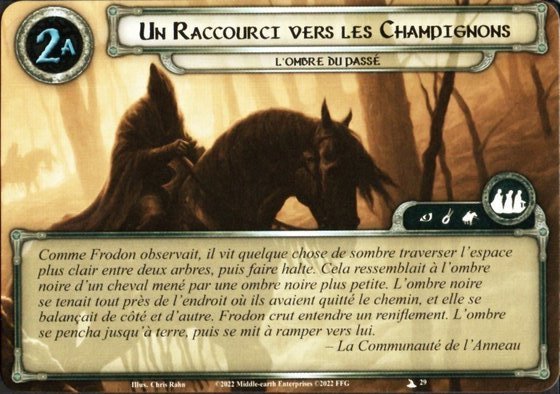 2A
Un Raccourci vers les Champignons
L'Ombre du Passé
Comme Frodon observait, il vit quelque chose de sombre traverser l'espace
plus clair entre deux arbres, puis faire halte. Cela ressemblait à l'ombre
noire d'un cheval mené par une ombre noire plus petite. L'ombre noire
se tenait tout près de l'endroit où ils avaient quitté le chemin, et elle se
balançait de côté et d'autre. Frodon crut entendre un reniflement. L'ombre
se pencha jusqu'à terre, puis se mit à ramper vers lui.
– La Communauté de l'Anneau
Illus. Chris Rahn ©2022 Middle-earth Enterprises ©2022 FFG 29